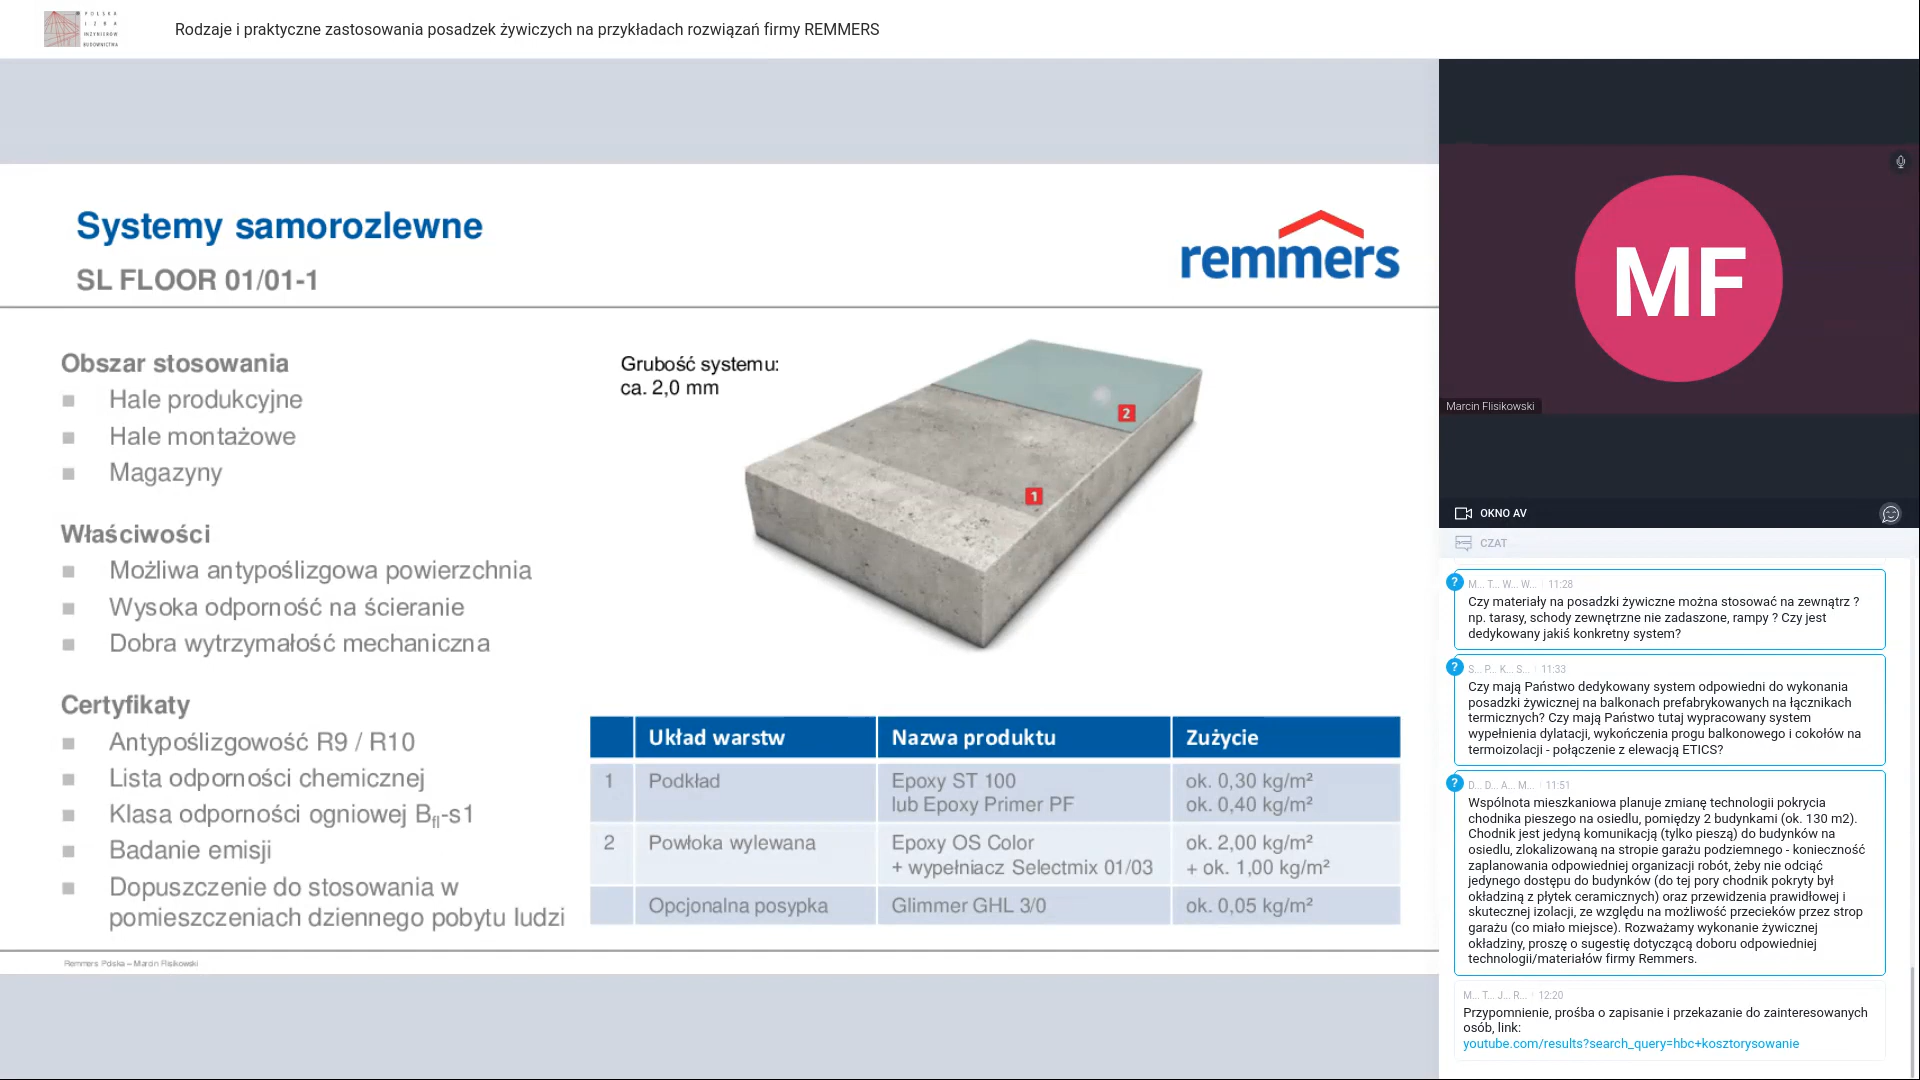 POLSKA
IZBA
INŻYNIERÓW
BUDOWNICTWA
Rodzaje i praktyczne zastosowania posadzek żywicznych na przykładach rozwiązań firmy REMMERS
Systemy samorozlewne
SL FLOOR 01/01-1
remmers
Obszar stosowania
Hale produkcyjne
Hale montażowe
Magazyny
Właściwości
Możliwa antypoślizgowa powierzchnia
Wysoka odporność na ścieranie
Dobra wytrzymałość mechaniczna
Certyfikaty
Antypoślizgowość R9 / R10
Lista odporności chemicznej
Klasa odporności ogniowej Bfl-s1
Badanie emisji
Dopuszczenie do stosowania w
pomieszczeniach dziennego pobytu ludzi
Grubość systemu:
ca. 2,0 mm
2
1
Układ warstw Nazwa produktu Zużycie
1 Podkład Epoxy ST 100 ok. 0,30 kg/m²
lub Epoxy Primer PF ok. 0,40 kg/m²
2 Powłoka wylewana Epoxy OS Color ok. 2,00 kg/m²
+ wypełniacz Selectmix 01/03 + ok. 1,00 kg/m²
Opcjonalna posypka Glimmer GHL 3/0 ok. 0,05 kg/m²
Remmers Polska – Marcin Flisikowski
MF
Marcin Flisikowski
OKNO AV
CZAT
? M... T... W... W... 11:28
Czy materiały na posadzki żywiczne można stosować na zewnątrz ?
np. tarasy, schody zewnętrzne nie zadaszone, rampy ? Czy jest
dedykowany jakiś konkretny system?
? S... P... K... S... 11:33
Czy mają Państwo dedykowany system odpowiedni do wykonania
posadzki żywicznej na balkonach prefabrykowanych na łącznikach
termicznych? Czy mają Państwo tutaj wypracowany system
wypełnienia dylatacji, wykończenia progu balkonowego i cokołów na
termoizolacji - połączenie z elewacją ETICS?
? D... D... A... M... 11:51
Wspólnota mieszkaniowa planuje zmianę technologii pokrycia
chodnika pieszego na osiedlu, pomiędzy 2 budynkami (ok. 130 m2).
Chodnik jest jedyną komunikacją (tylko pieszą) do budynków na
osiedlu, zlokalizowaną na stropie garażu podziemnego - konieczność
zaplanowania odpowiedniej organizacji robót, żeby nie odciąć
jedynego dostępu do budynków (do tej pory chodnik pokryty był
okładziną z płytek ceramicznych) oraz przewidzenia prawidłowej i
skutecznej izolacji, ze względu na możliwość przecieków przez strop
garażu (co miało miejsce). Rozważamy wykonanie żywicznej
okładziny, proszę o sugestię dotyczącą doboru odpowiedniej
technologii/materiałów firmy Remmers.
M... T... J... R... 12:20
Przypomnienie, prośba o zapisanie i przekazanie do zainteresowanych
osób, link:
youtube.com/results?search_query=hbc+kosztorysowanie